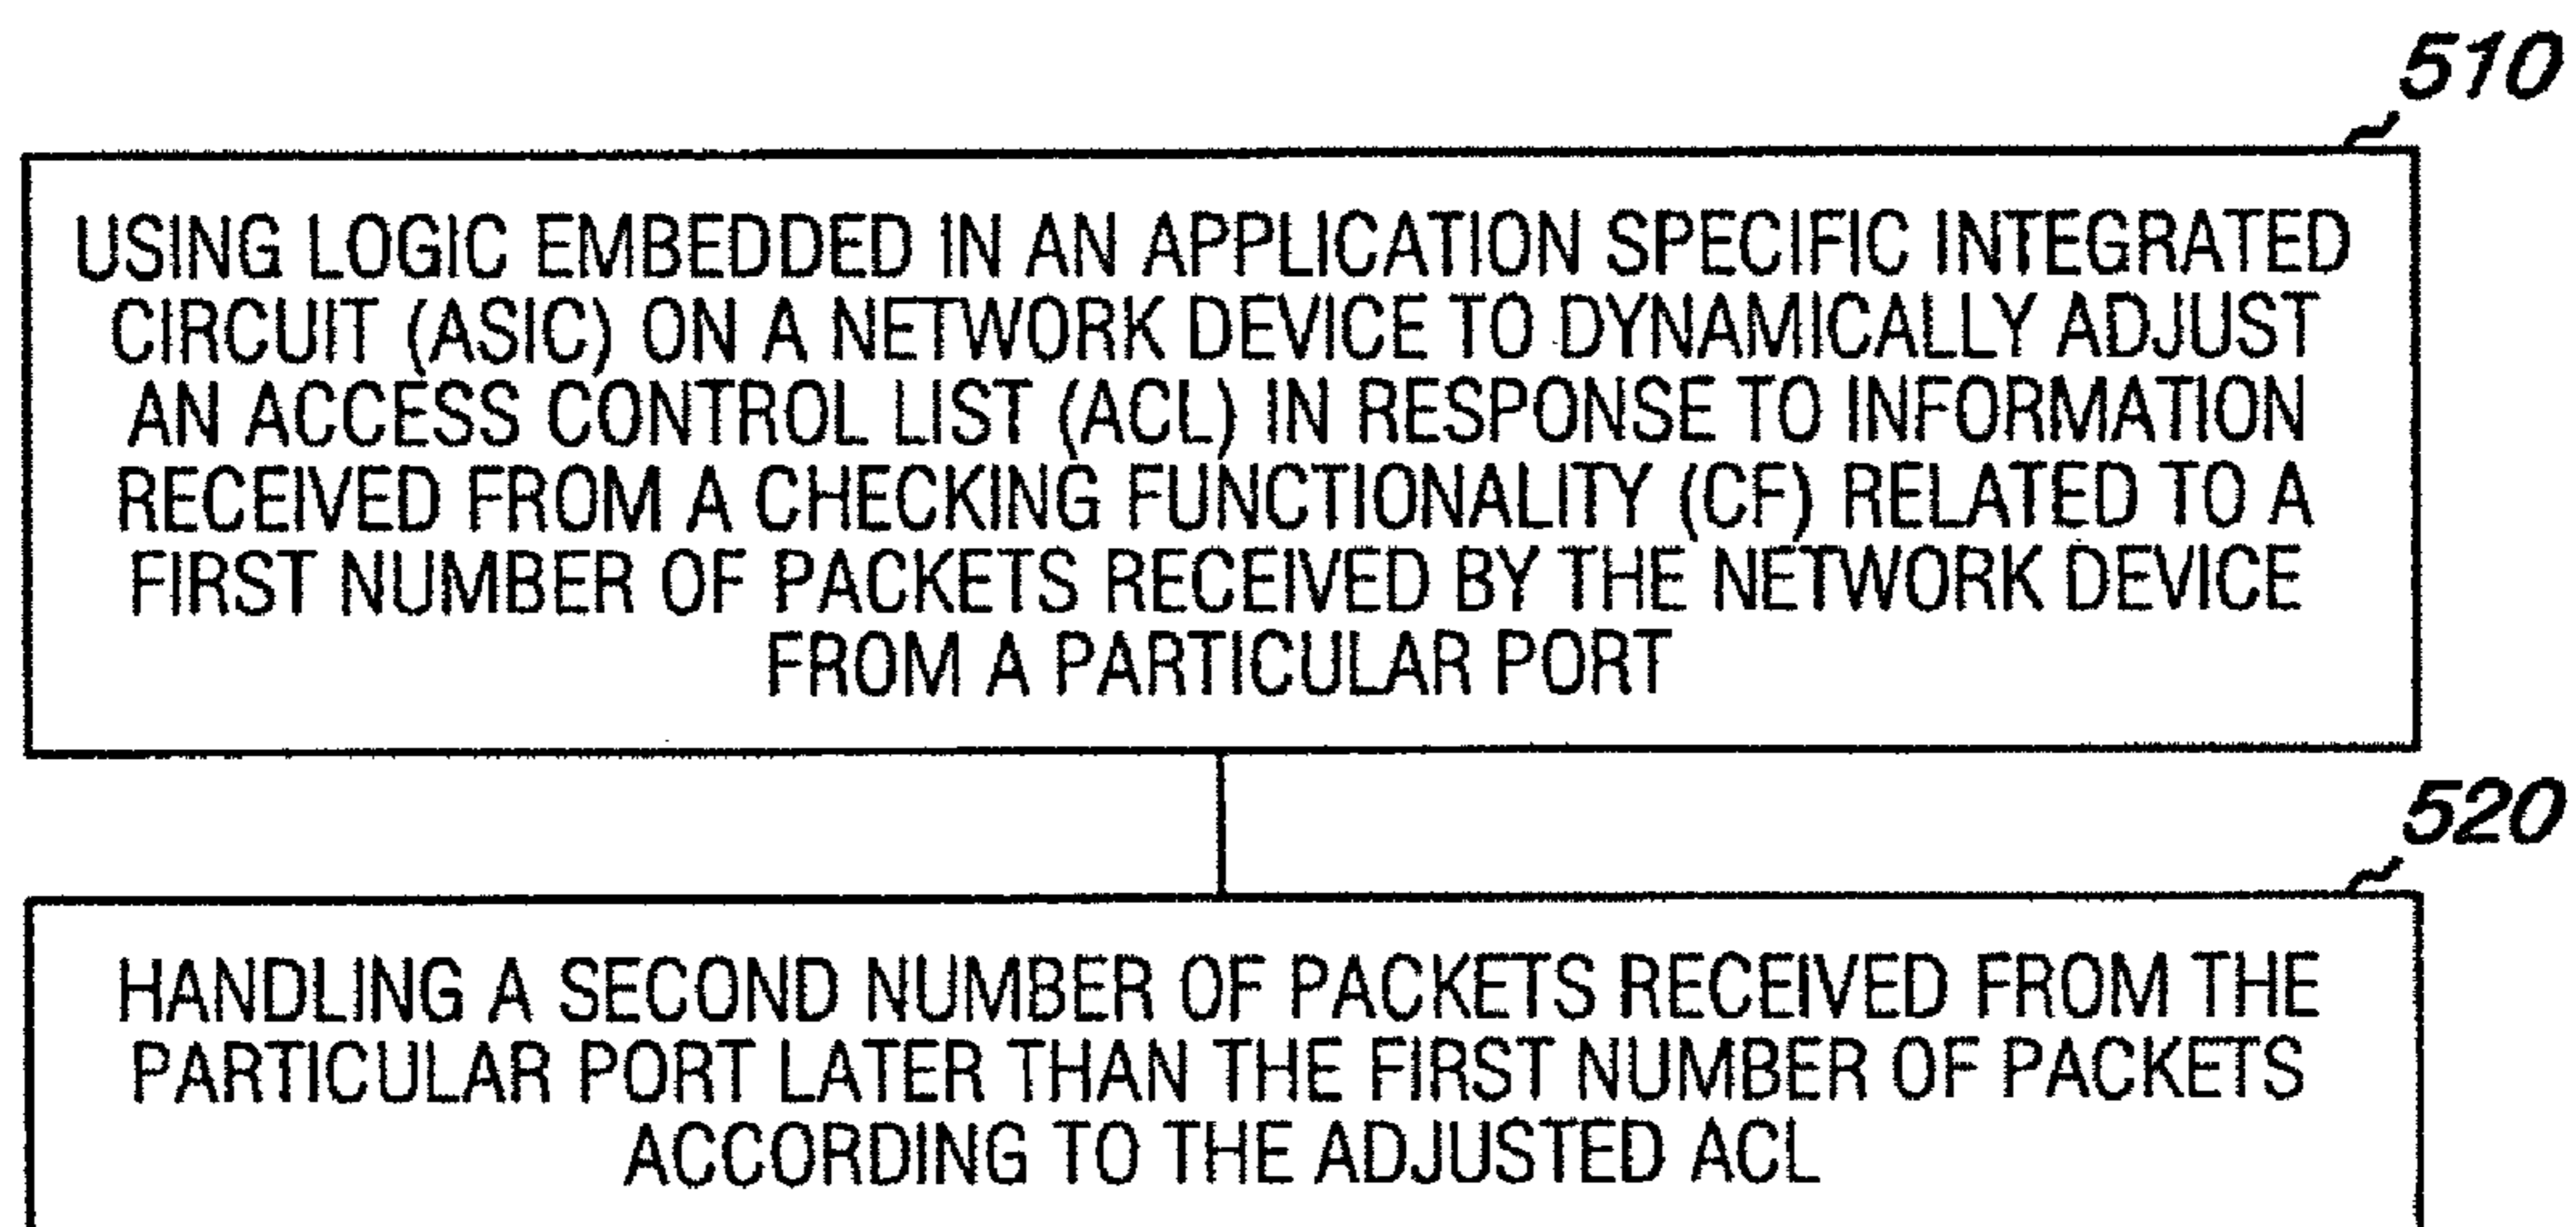 510
USING LOGIC EMBEDDED IN AN APPLICATION SPECIFIC INTEGRATED
CIRCUIT (ASIC) ON A NETWORK DEVICE TO DYNAMICALLY ADJUST
AN ACCESS CONTROL LIST (ACL) IN RESPONSE TO INFORMATION
RECEIVED FROM A CHECKING FUNCTIONALITY (CF) RELATED TO A
FIRST NUMBER OF PACKETS RECEIVED BY THE NETWORK DEVICE
FROM A PARTICULAR PORT
520
HANDLING A SECOND NUMBER OF PACKETS RECEIVED FROM THE
PARTICULAR PORT LATER THAN THE FIRST NUMBER OF PACKETS
ACCORDING TO THE ADJUSTED ACL